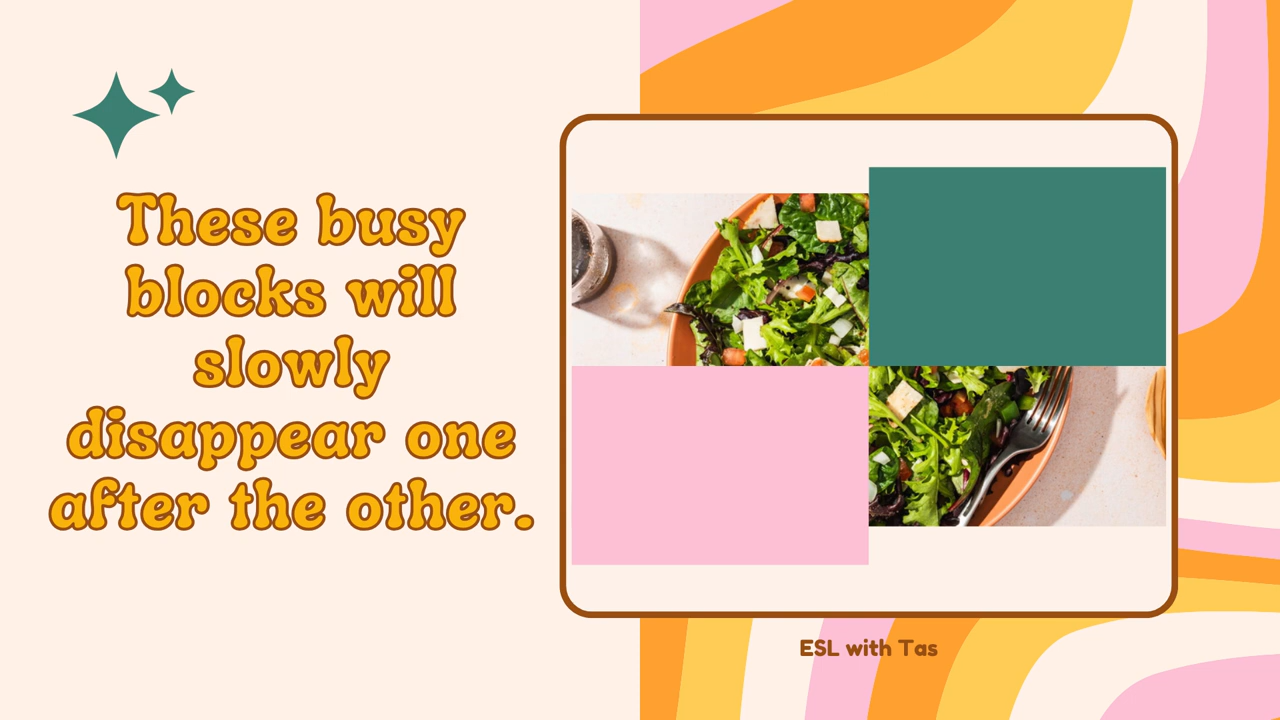 These busy
blocks will
slowly
disappear one
after the other.
ESL with Tas